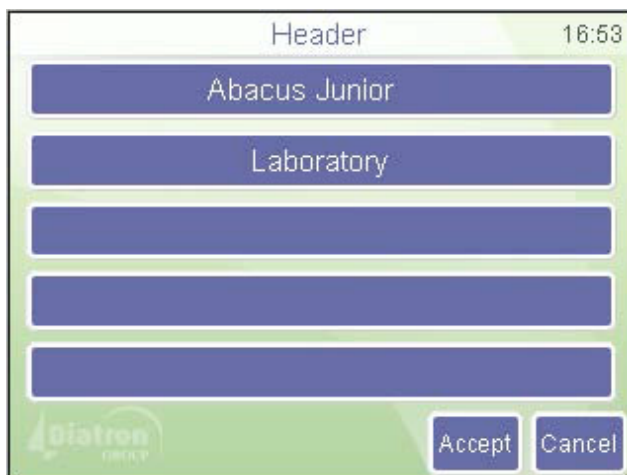 Header 16:53
Abacus Junior
Laboratory
Diatron
GROUP
Accept Cancel